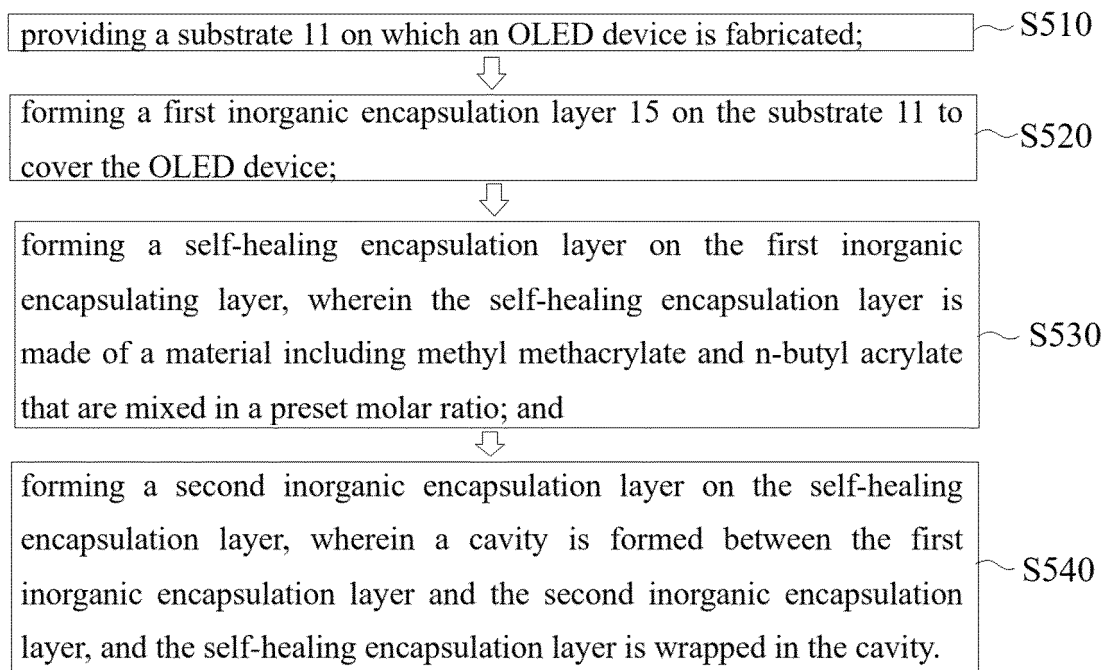 providing a substrate 11 on which an OLED device is fabricated;
S510
forming a first inorganic encapsulation layer 15 on the substrate 11 to
cover the OLED device;
S520
forming a self-healing encapsulation layer on the first inorganic
encapsulating layer, wherein the self-healing encapsulation layer is
made of a material including methyl methacrylate and n-butyl acrylate
that are mixed in a preset molar ratio; and
S530
forming a second inorganic encapsulation layer on the self-healing
encapsulation layer, wherein a cavity is formed between the first
inorganic encapsulation layer and the second inorganic encapsulation
layer, and the self-healing encapsulation layer is wrapped in the cavity.
S540